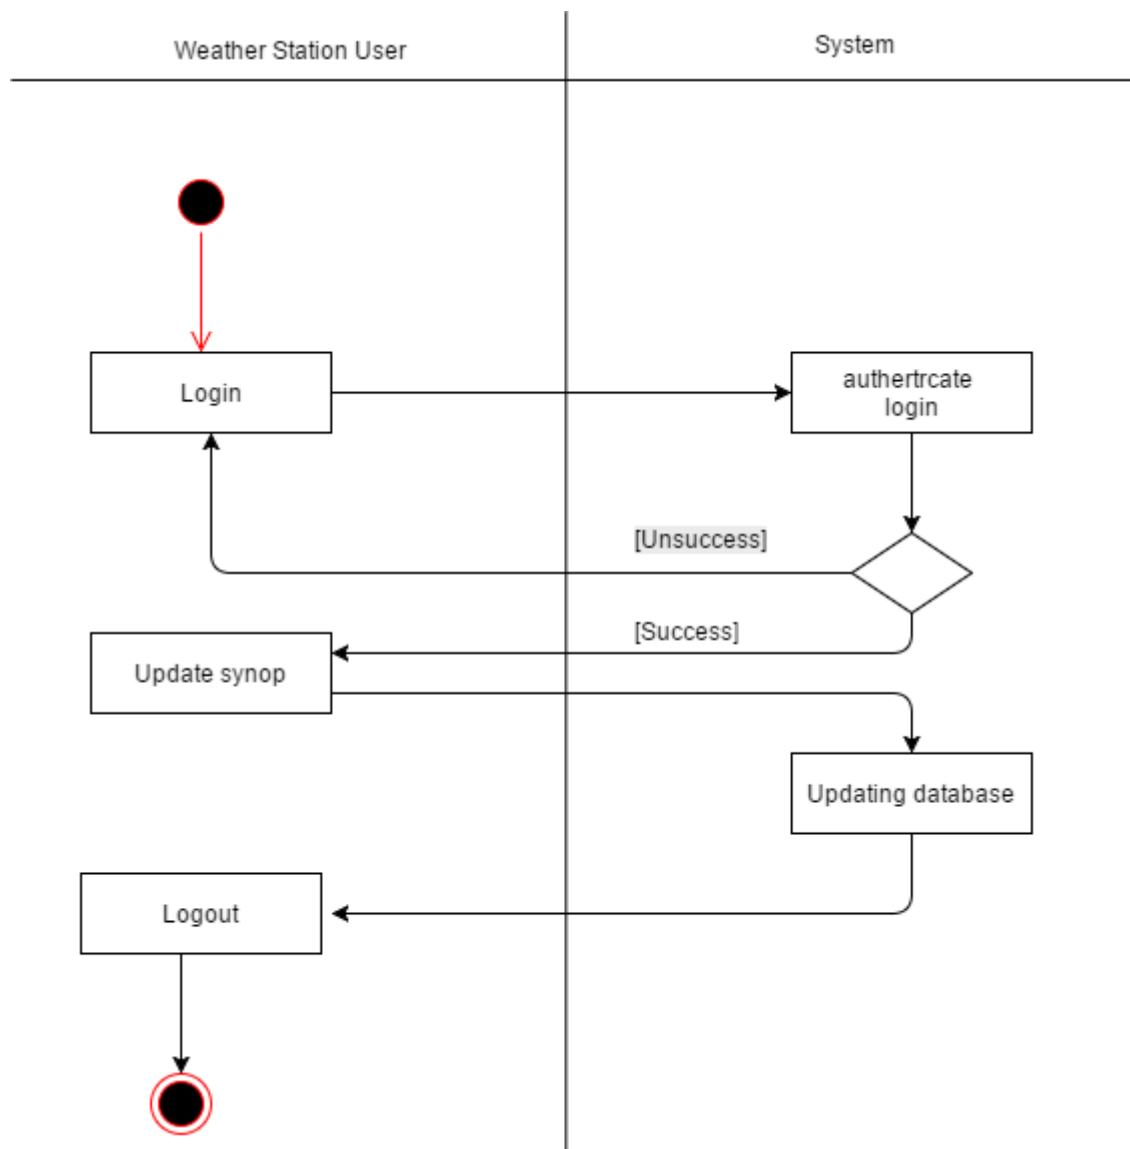 Weather Station User
System
Login
authertrcate
login
[Unsuccess]
[Success]
Update synop
Updating database
Logout